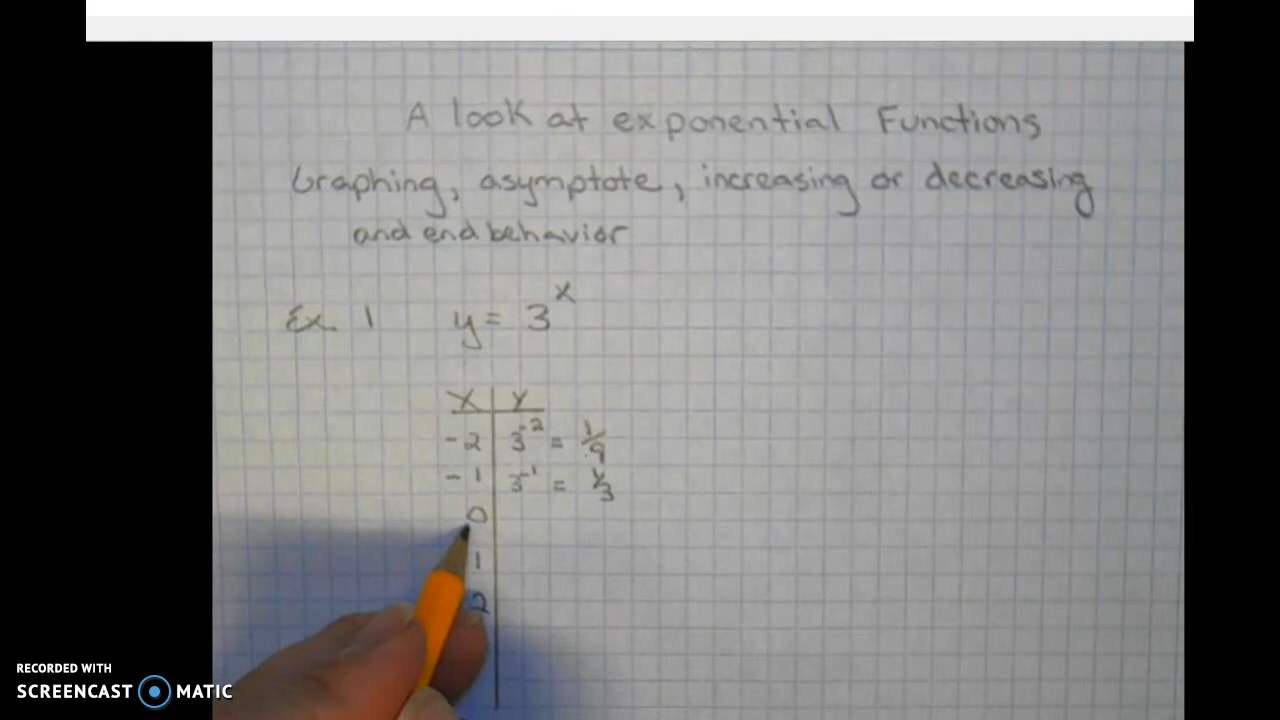 A look at exponential Functions
Graphing, asymptote, increasing or decreasing
and end behavior
Ex. 1 y = 3^x
X Y
-2 3^-2 = 1/9
-1 3^-1 = 1/3
0
1
2
RECORDED WITH
SCREENCAST MATIC